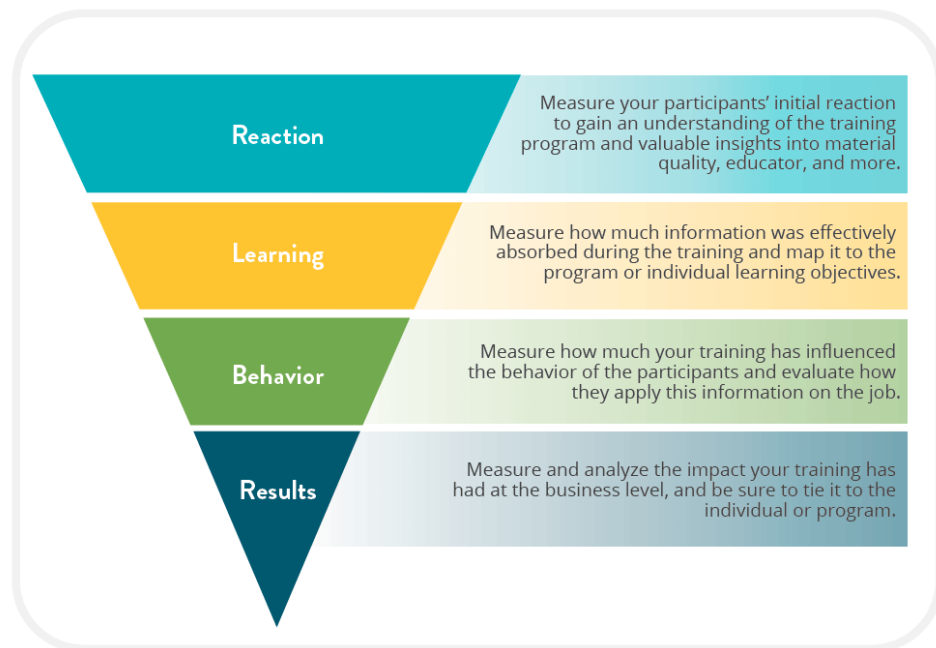 Reaction
Measure your participants’ initial reaction
to gain an understanding of the training
program and valuable insights into material
quality, educator, and more.
Learning
Measure how much information was effectively
absorbed during the training and map it to the
program or individual learning objectives.
Behavior
Measure how much your training has influenced
the behavior of the participants and evaluate how
they apply this information on the job.
Results
Measure and analyze the impact your training has
had at the business level, and be sure to tie it to the
individual or program.